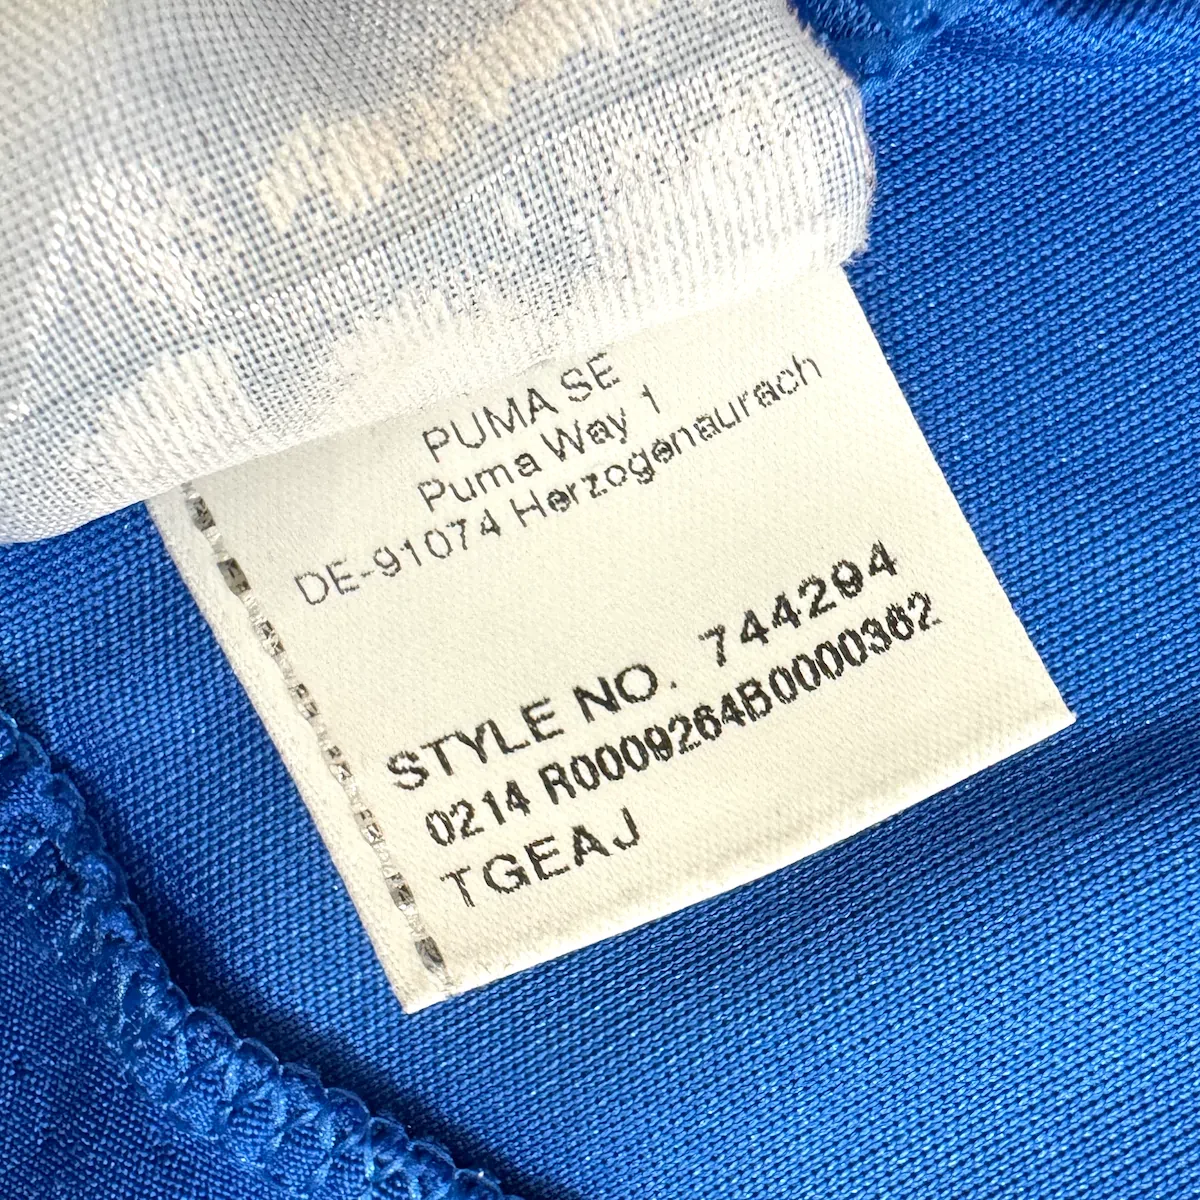 PUMA SE
Puma Way 1
DE-91074 Herzogenaurach
STYLE NO. 744294
0214 R0009264B0000362
TGEAJ